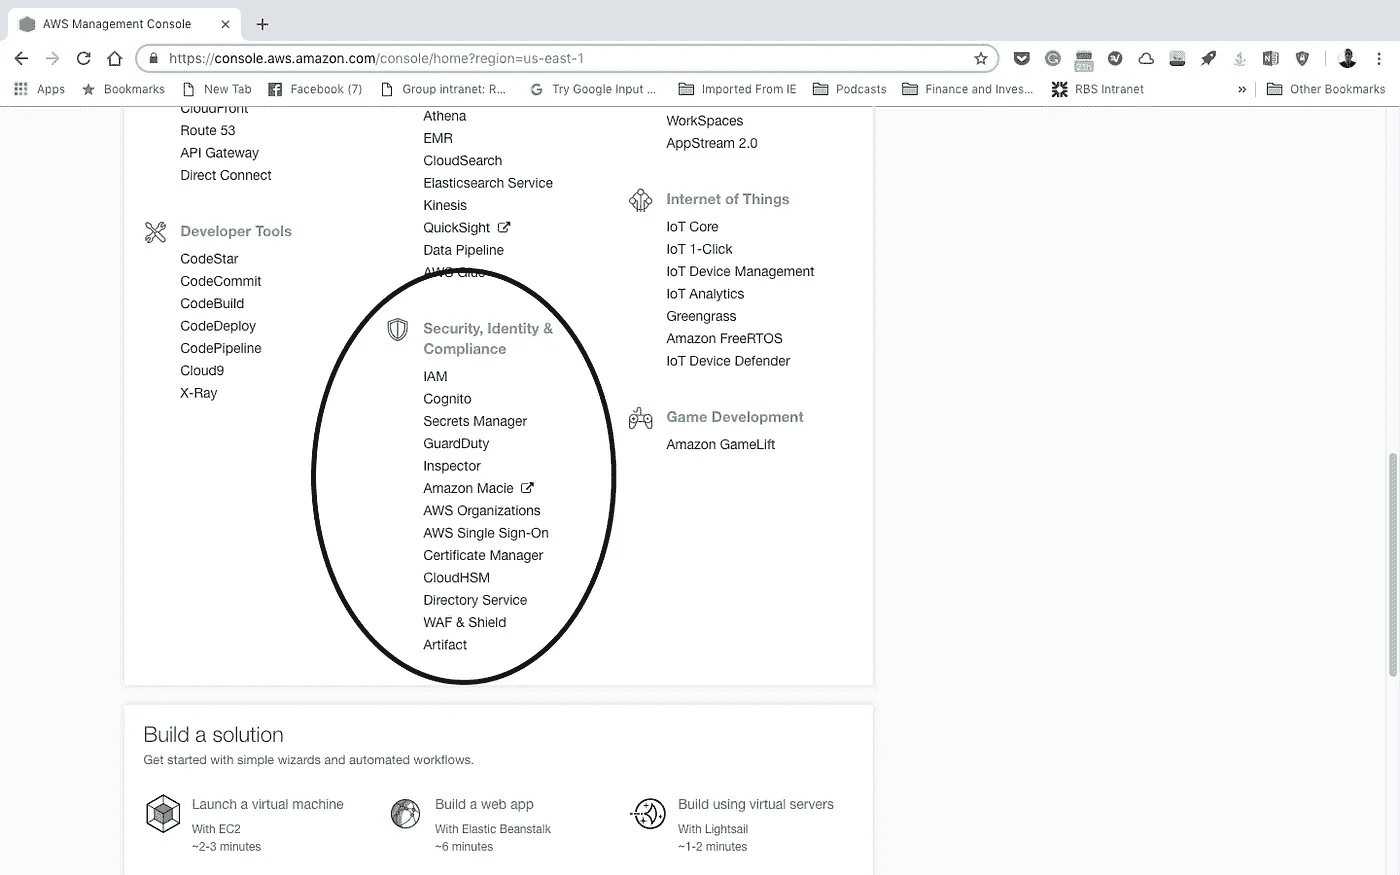 AWS Management Console
https://console.aws.amazon.com/console/home?region=us-east-1
Apps Bookmarks New Tab Facebook (7) Group intranet: R... Try Google Input ... Imported From IE Podcasts Finance and Inves... RBS Intranet » Other Bookmarks
CloudFront
Route 53
API Gateway
Direct Connect
Developer Tools
CodeStar
CodeCommit
CodeBuild
CodeDeploy
CodePipeline
Cloud9
X-Ray
Athena
EMR
CloudSearch
Elasticsearch Service
Kinesis
QuickSight
Data Pipeline
AWS Glue
Security, Identity &
Compliance
IAM
Cognito
Secrets Manager
GuardDuty
Inspector
Amazon Macie
AWS Organizations
AWS Single Sign-On
Certificate Manager
CloudHSM
Directory Service
WAF & Shield
Artifact
WorkSpaces
AppStream 2.0
Internet of Things
IoT Core
IoT 1-Click
IoT Device Management
IoT Analytics
Greengrass
Amazon FreeRTOS
IoT Device Defender
Game Development
Amazon GameLift
Build a solution
Get started with simple wizards and automated workflows.
Launch a virtual machine
With EC2
~2-3 minutes
Build a web app
With Elastic Beanstalk
~6 minutes
Build using virtual servers
With Lightsail
~1-2 minutes